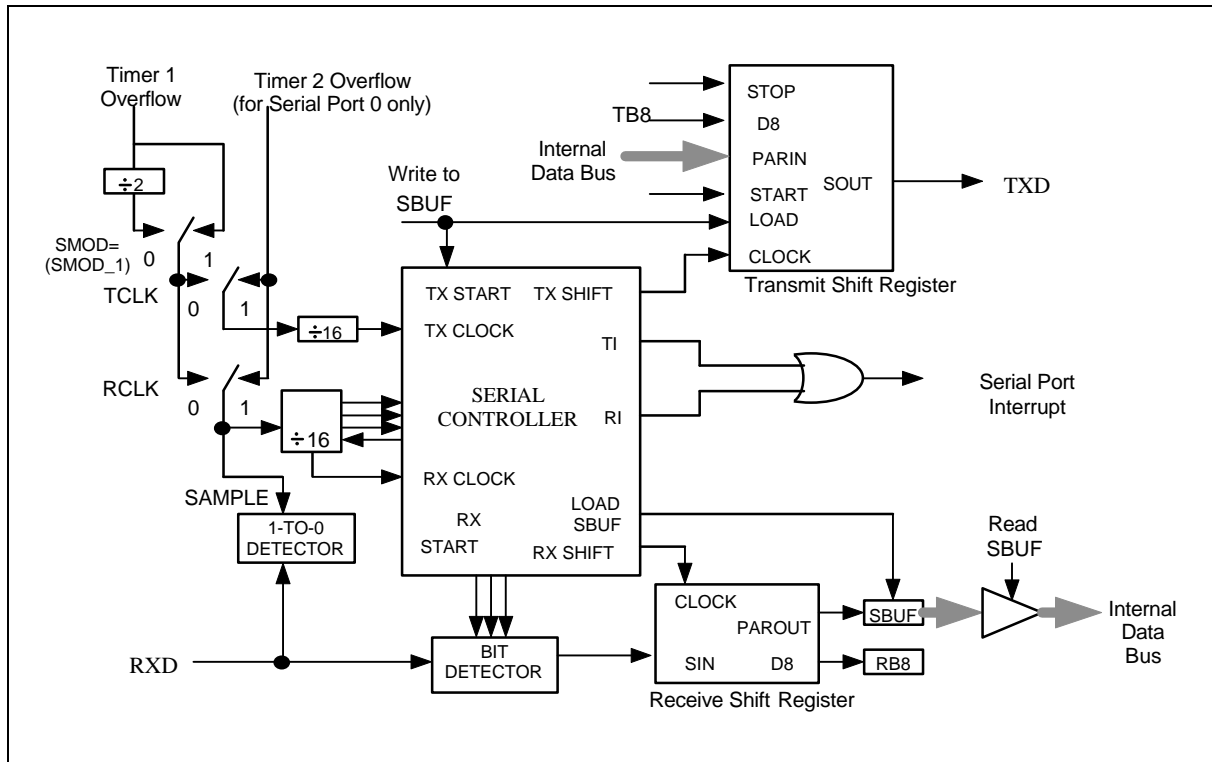 Timer 1
Overflow
Timer 2 Overflow
(for Serial Port 0 only)
÷2
SMOD=
(SMOD_1)
0
1
TCLK
0
1
RCLK
0
1
÷16
÷16
SAMPLE
1-TO-0
DETECTOR
RXD
Write to
SBUF
TX START
TX SHIFT
TX CLOCK
TI
SERIAL
CONTROLLER
RI
RX CLOCK
LOAD
SBUF
RX
START
RX SHIFT
BIT
DETECTOR
TB8
Internal
Data Bus
STOP
D8
PARIN
START
SOUT
LOAD
CLOCK
Transmit Shift Register
TXD
Serial Port
Interrupt
CLOCK
PAROUT
SIN
D8
Receive Shift Register
SBUF
RB8
Read
SBUF
Internal
Data
Bus